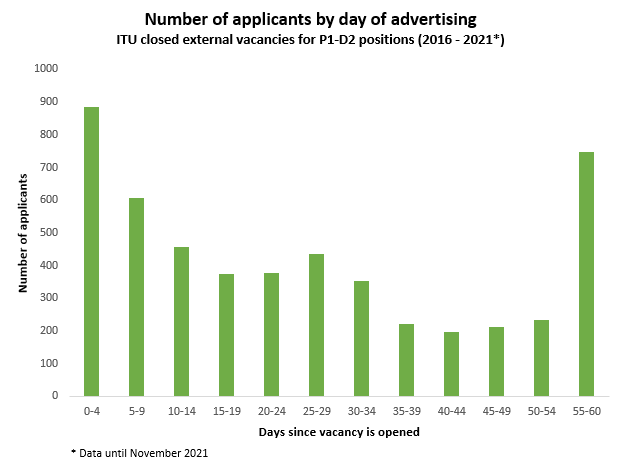 Number of applicants by day of advertising
ITU closed external vacancies for P1-D2 positions (2016 - 2021*)
1000
900
800
700
600
500
400
300
200
100
0
Number of applicants
0-4 5-9 10-14 15-19 20-24 25-29 30-34 35-39 40-44 45-49 50-54 55-60
Days since vacancy is opened
* Data until November 2021